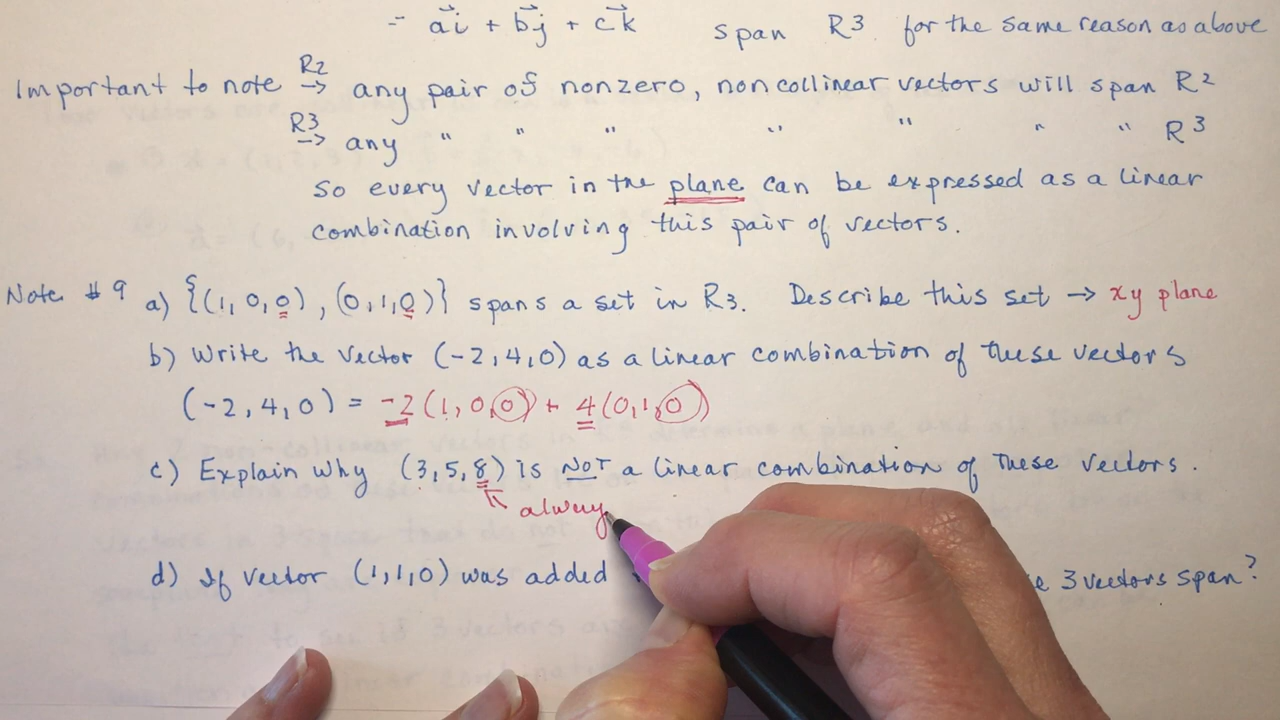 - ai + bj + ck span R3 for the same reason as above
Important to note R2 → any pair of nonzero, noncollinear vectors will span R2
R3 → any " " " " " " " R3
so every vector in the plane can be expressed as a linear
combination involving this pair of vectors.
Note #9 a) {(1,0,0), (0,1,0)} spans a set in R3. Describe this set → xy plane
b) Write the vector (-2,4,0) as a linear combination of these vectors
(-2,4,0) = -2(1,0,0) + 4(0,1,0)
c) Explain why (3,5,8) is NOT a linear combination of these vectors.
always
d) If vector (1,1,0) was added 3 vectors span?